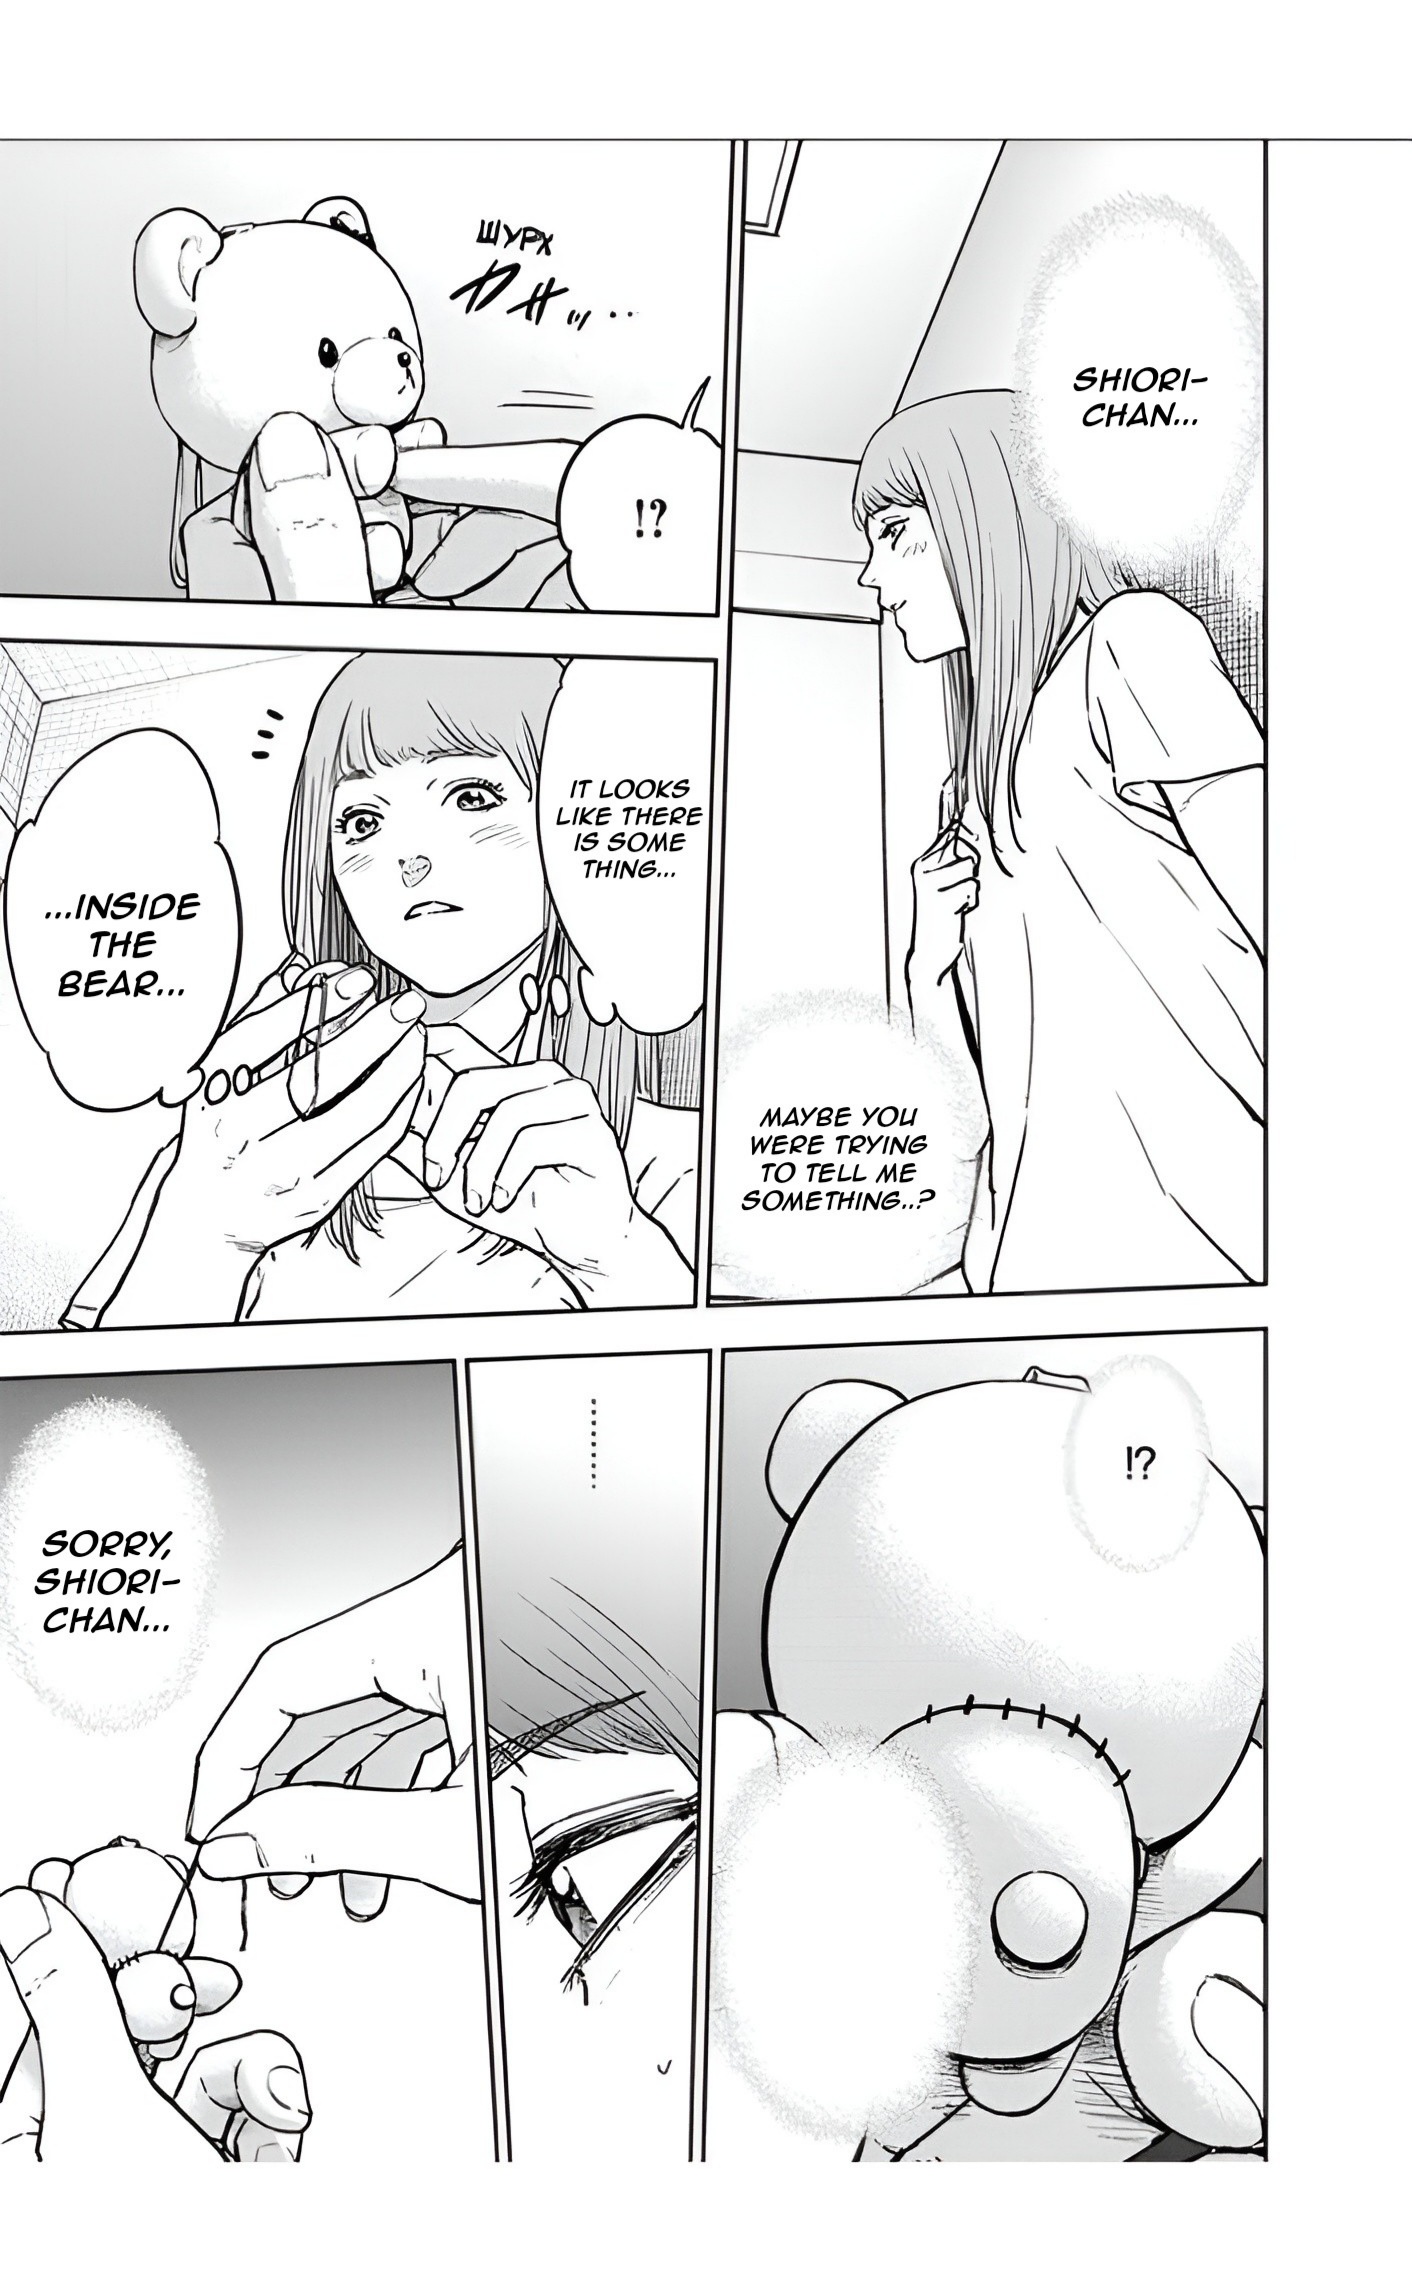 SHIORI-
CHAN...
MAYBE YOU
WERE TRYING
TO TELL ME
SOMETHING..?
ШУРХ
カサッ‥
!?
IT LOOKS
LIKE THERE
IS SOME
THING...
...INSIDE
THE
BEAR...
!?
.........
SORRY,
SHIORI-
CHAN...